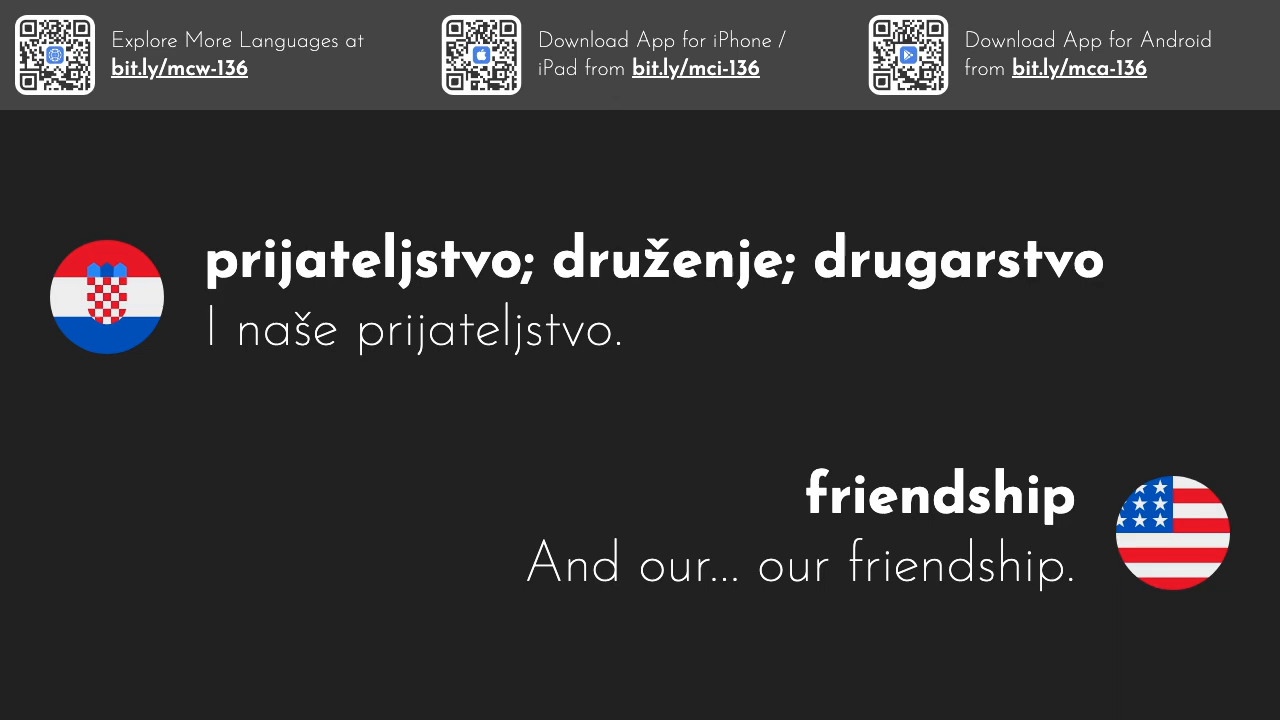 Explore More Languages at
bit.ly/mcw-136
Download App for iPhone /
iPad from bit.ly/mci-136
Download App for Android
from bit.ly/mca-136
prijateljstvo; druženje; drugarstvo
I naše prijateljstvo.
friendship
And our... our friendship.